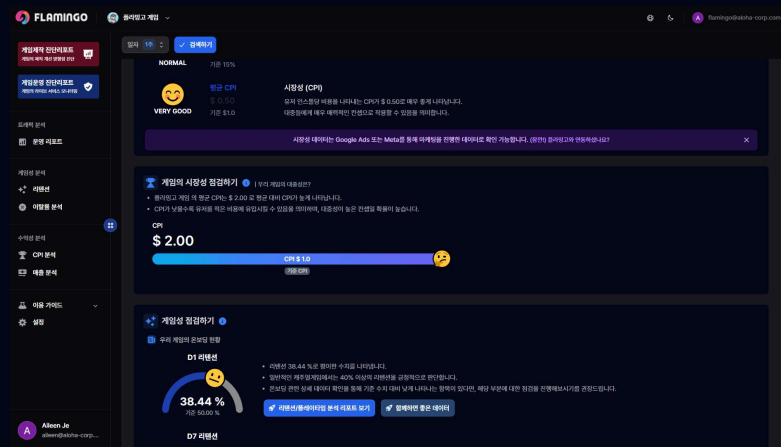 FLAMINGO
플라밍고 게임
flamingo@aloha-corp.com
게임제작 진단리포트
게임의 제작 개선 방향성 진단
일자 1주
검색하기
NORMAL
기준 15%
게임운영 진단리포트
게임의 라이브 서비스 모니터링
평균 CPI
시장성 (CPI)
$ 0.50
유저 인스톨당 비용을 나타내는 CPI가 $ 0.50로 매우 좋게 나타납니다.
VERY GOOD
기준 $1.0
대중들에게 매우 매력적인 컨셉으로 작용할 수 있음을 의미합니다.
트래픽 분석
운영 리포트
시장성 데이터는 Google Ads 또는 Meta를 통해 마케팅을 진행한 데이터로 확인 가능합니다. (유전!) 플라밍고와 연동하셨나요?
게임성 분석
리텐션
이탈률 분석
게임의 시장성 점검하기 | 우리 게임의 대중성은?
플라밍고 게임 의 평균 CPI는 $ 2.00 로 평균 대비 CPI가 높게 나타납니다.
CPI가 낮을수록 유저를 적은 비용에 유입시킬 수 있음을 의미하며, 대중성이 높은 컨셉일 확률이 높습니다.
CPI
$ 2.00
CPI $ 1.0
기준 CPI
수익성 분석
CPI 분석
매출 분석
이용 가이드
설정
게임성 점검하기
우리 게임의 온보딩 현황
D1 리텐션
38.44 %
기준 50.00 %
리텐션 38.44 %로 평이한 수치를 나타냅니다.
일반적인 캐주얼게임에서는 40% 이상의 리텐션을 긍정적으로 판단합니다.
온보딩 관련 상세 데이터 확인을 통해 기준 수치 대비 낮게 나타나는 항목이 있다면, 해당 부분에 대한 점검을 진행해보시기를 권장드립니다.
리텐션/플레이타임 분석 리포트 보기
함께하면 좋은 데이터
D7 리텐션
A
Aileen Je
aileen@aloha-corp...